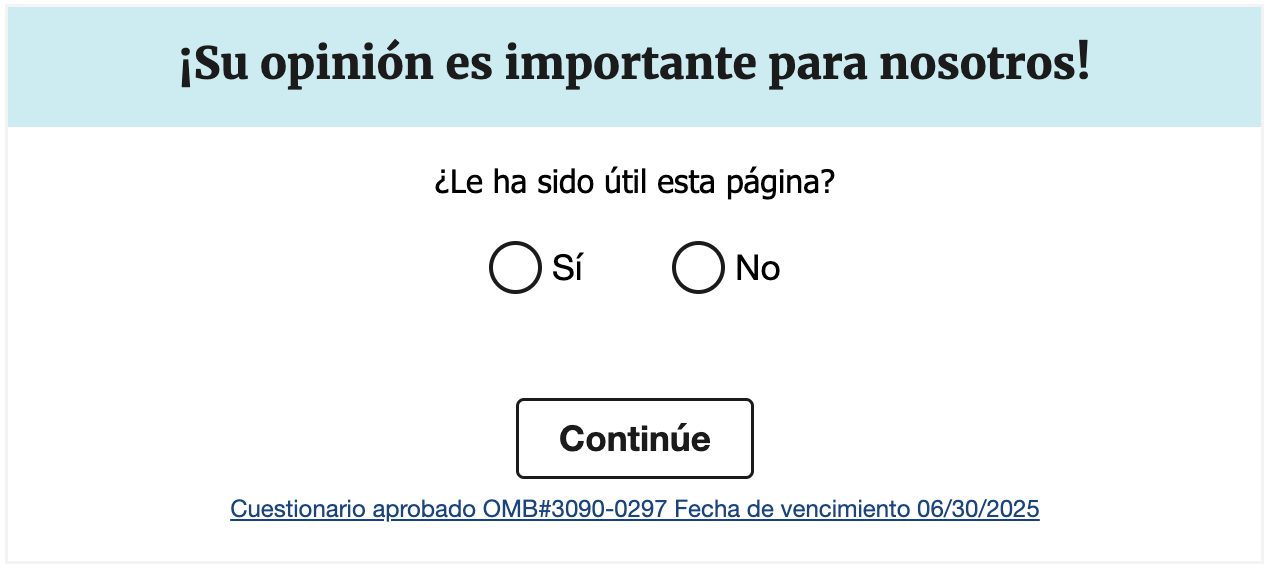 ¡Su opinión es importante para nosotros!
¿Le ha sido útil esta página?
Sí No
Continúe
Cuestionario aprobado OMB#3090-0297 Fecha de vencimiento 06/30/2025